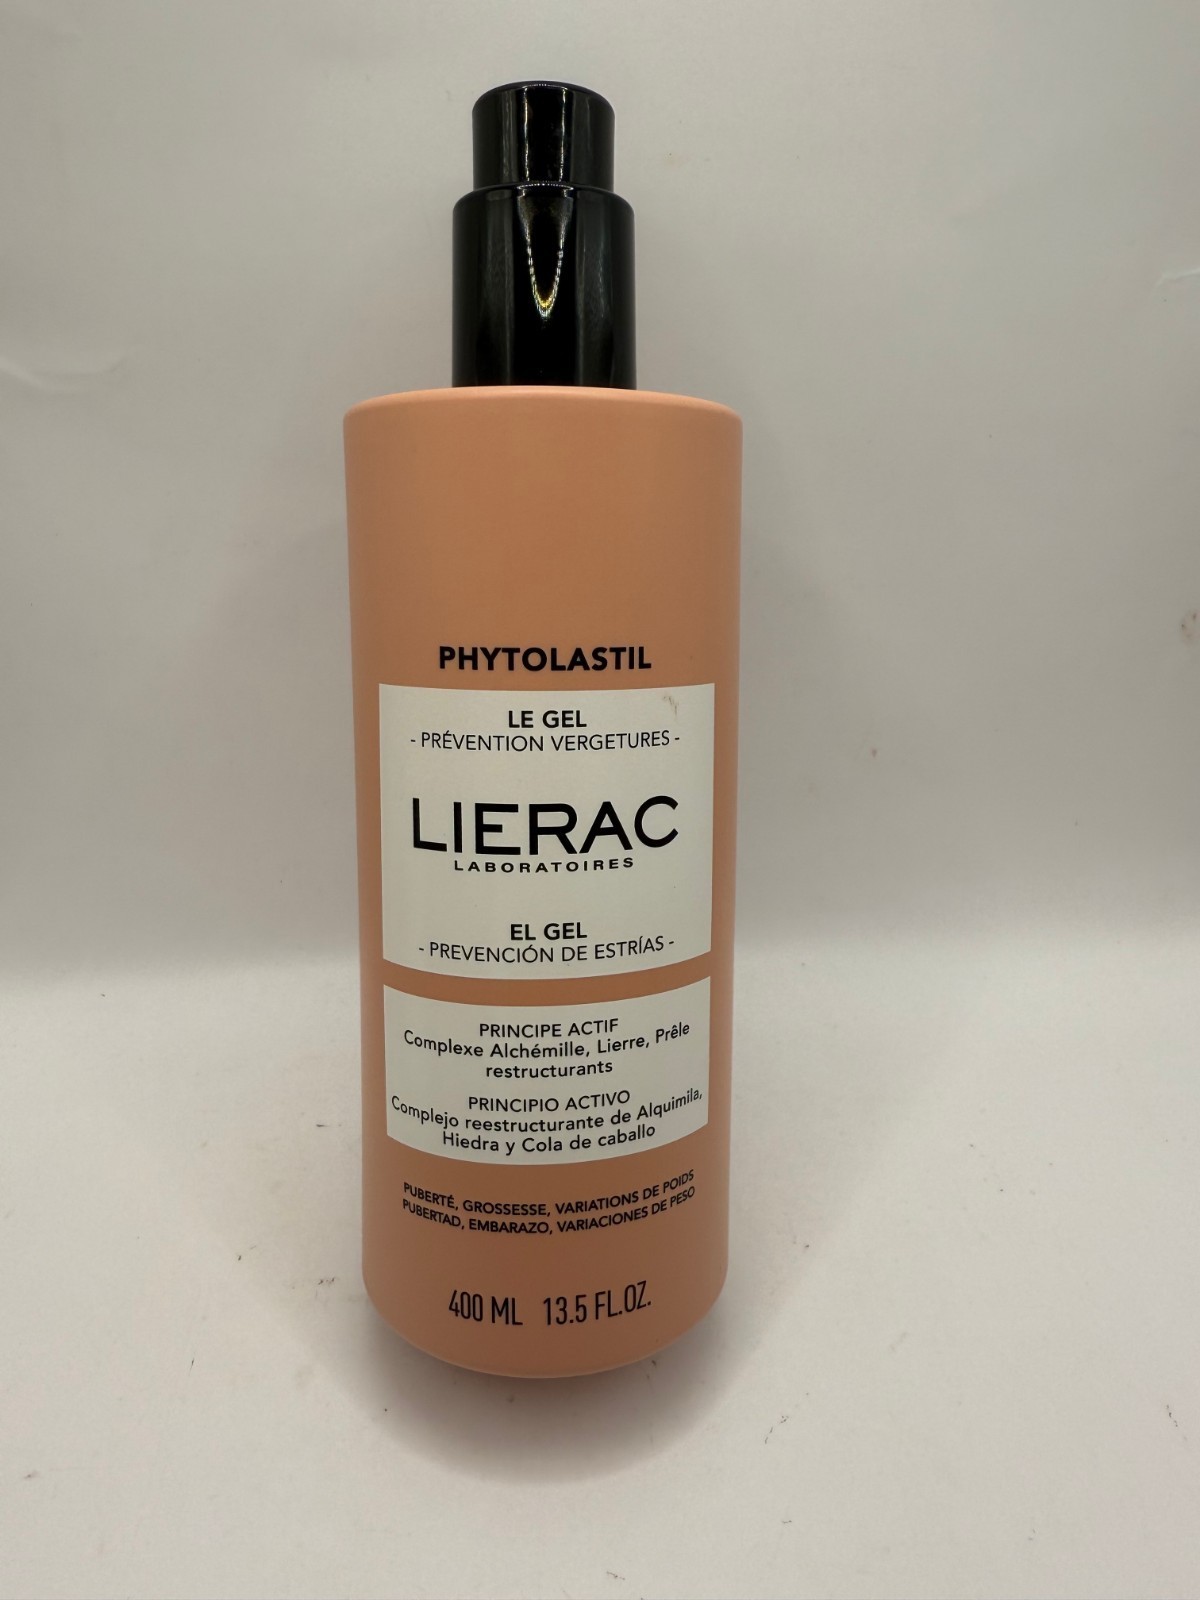 PHYTOLASTIL
LE GEL
- PRÉVENTION VERGETURES -
LIERAC
LABORATOIRES
EL GEL
- PREVENCIÓN DE ESTRÍAS -
PRINCIPE ACTIF
Complexe Alchémille, Lierre, Prêle
restructurants
PRINCIPIO ACTIVO
Complejo reestructurante de Alquimila,
Hiedra y Cola de caballo
PUBERTÉ, GROSSESSE, VARIATIONS DE POIDS
PUBERTAD, EMBARAZO, VARIACIONES DE PESO
400 ML 13.5 FL.OZ.